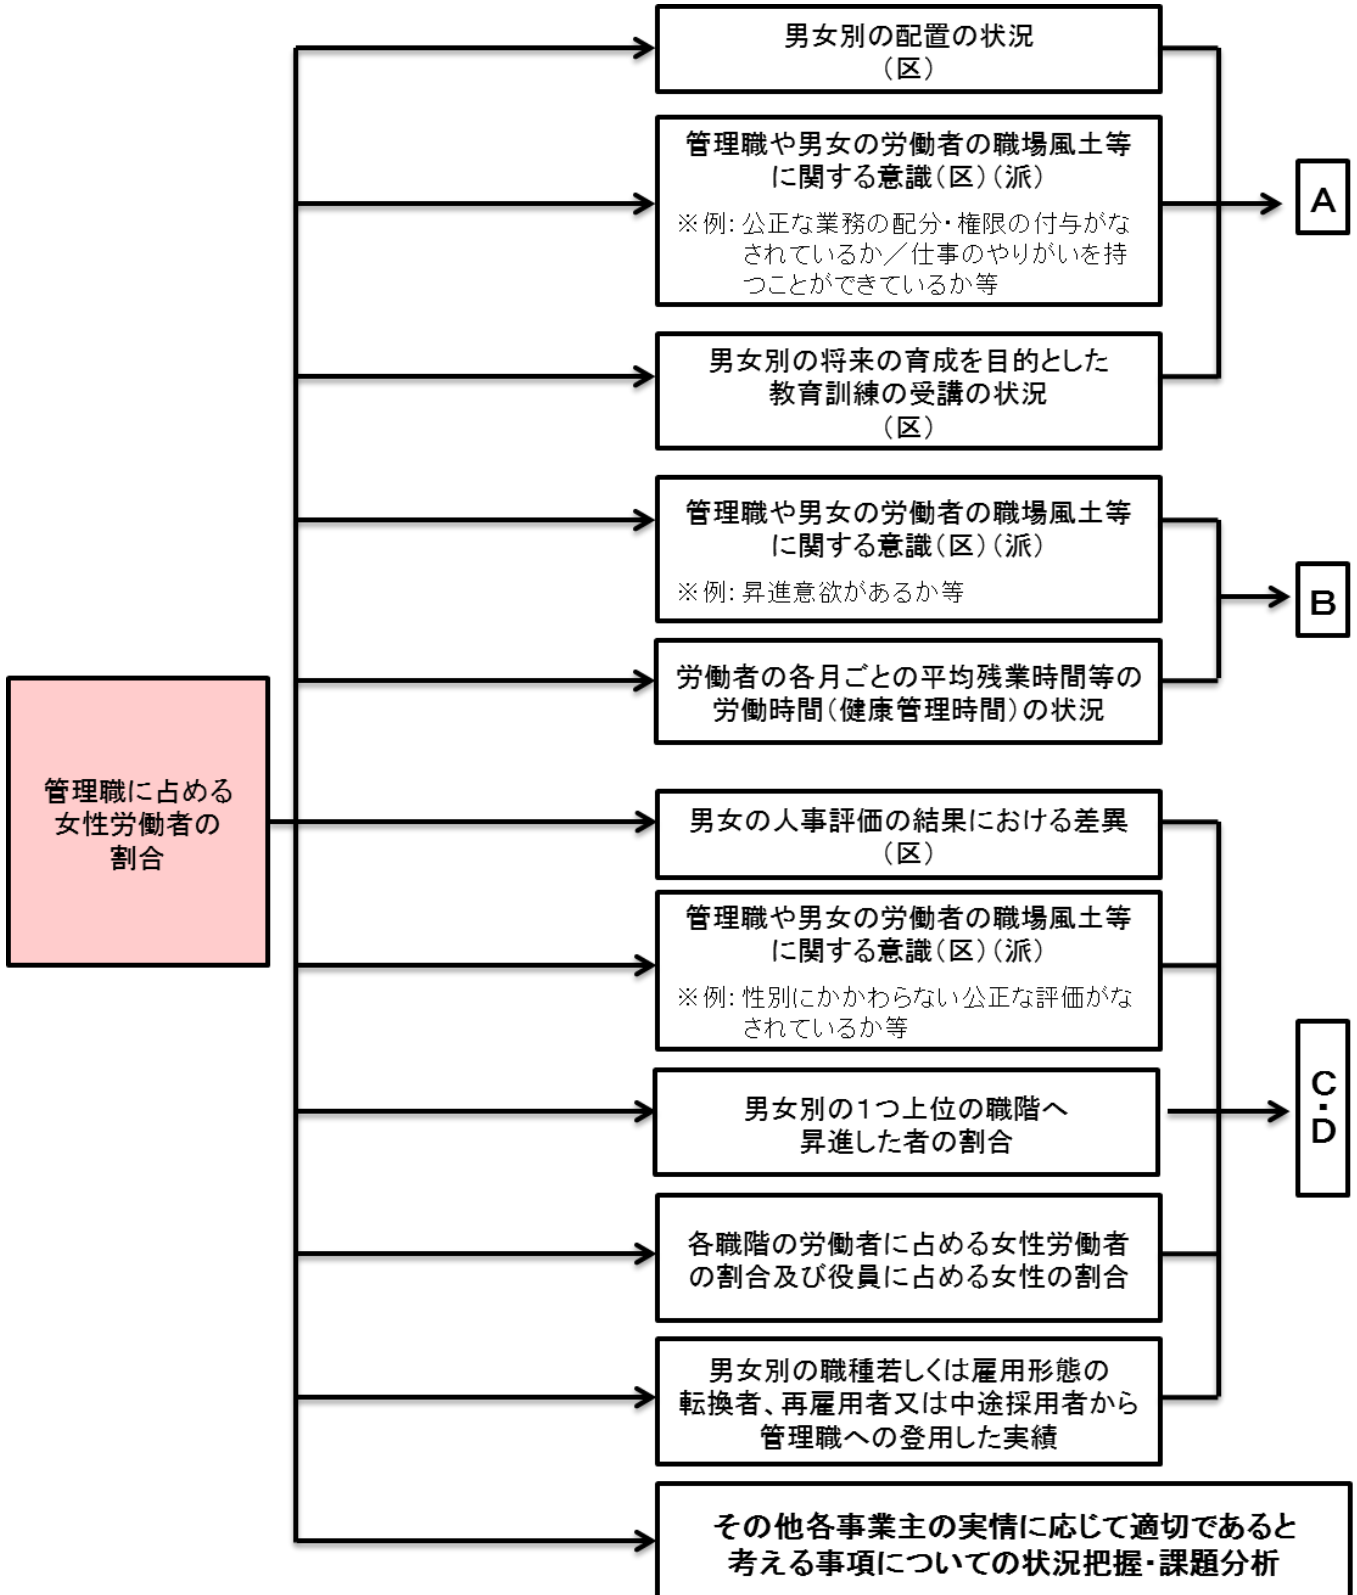 男女別の配置の状況
（区）
管理職や男女の労働者の職場風土等
に関する意識（区）（派）
※例：公正な業務の配分・権限の付与がな
されているか／仕事のやりがいを持
つことができているか等
A
男女別の将来の育成を目的とした
教育訓練の受講の状況
（区）
管理職や男女の労働者の職場風土等
に関する意識（区）（派）
※例：昇進意欲があるか等
B
労働者の各月ごとの平均残業時間等の
労働時間（健康管理時間）の状況
管理職に占める
女性労働者の
割合
男女の人事評価の結果における差異
（区）
管理職や男女の労働者の職場風土等
に関する意識（区）（派）
※例：性別にかかわらない公正な評価がな
されているか等
男女別の１つ上位の職階へ
昇進した者の割合
C・D
各職階の労働者に占める女性労働者
の割合及び役員に占める女性の割合
男女別の職種若しくは雇用形態の
転換者、再雇用者又は中途採用者から
管理職への登用した実績
その他各事業主の実情に応じて適切であると
考える事項についての状況把握・課題分析